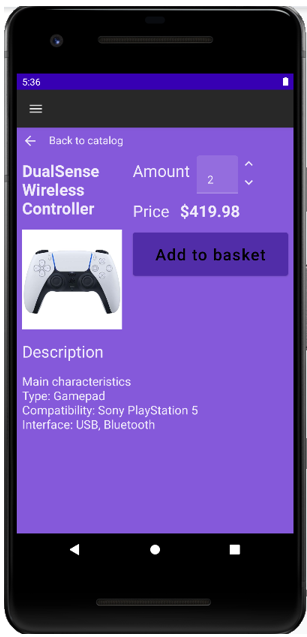 5:36
Back to catalog
DualSense
Wireless
Controller
Amount
2
Price $419.98
Add to basket
Description
Main characteristics
Type: Gamepad
Compatibility: Sony PlayStation 5
Interface: USB, Bluetooth